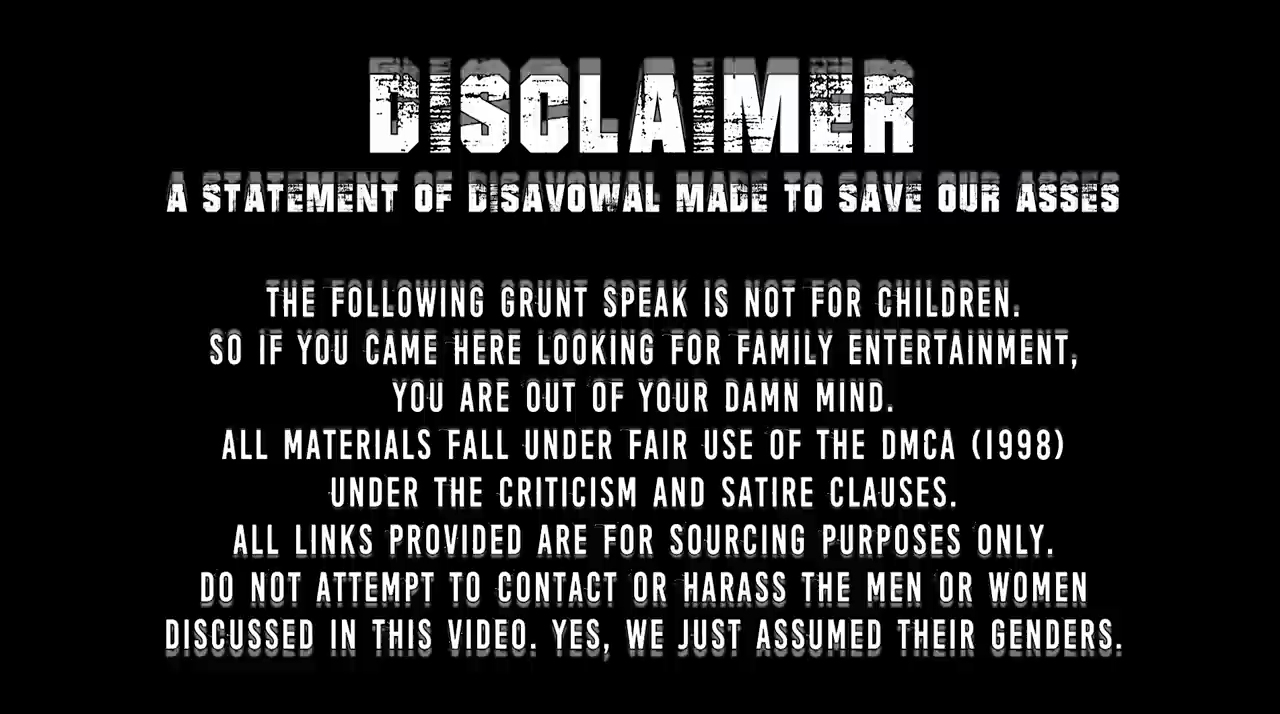 DISCLAIMER
A STATEMENT OF DISAVOWAL MADE TO SAVE OUR ASSES
THE FOLLOWING GRUNT SPEAK IS NOT FOR CHILDREN.
SO IF YOU CAME HERE LOOKING FOR FAMILY ENTERTAINMENT,
YOU ARE OUT OF YOUR DAMN MIND.
ALL MATERIALS FALL UNDER FAIR USE OF THE DMCA (1998)
UNDER THE CRITICISM AND SATIRE CLAUSES.
ALL LINKS PROVIDED ARE FOR SOURCING PURPOSES ONLY.
DO NOT ATTEMPT TO CONTACT OR HARASS THE MEN OR WOMEN
DISCUSSED IN THIS VIDEO. YES, WE JUST ASSUMED THEIR GENDERS.